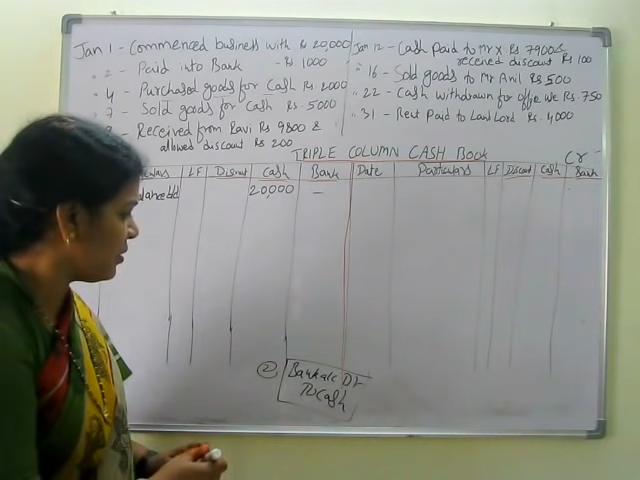 Jan 1 - Commenced business with Rs 20,000
" 2 - Paid into Bank - Rs 1000
" 4 - Purchased goods for Cash Rs 2000
" 7 - Sold goods for Cash Rs. 5000
Received from Ravi Rs 9800 &
allowed discount Rs 200
Jan 12 - Cash paid to Mr X Rs 7900 &
received discount Rs 100
" 16 - Sold goods to Mr Anil Rs 500
" 22 - Cash withdrawn for offie use Rs. 750
" 31 - Rent Paid to Land Lord Rs. 4000
TRIPLE COLUMN CASH BOOK
Cr
LF Discount Cash Bank Date Particulars LF Discount Cash Bank
20,000 —
② Bank a/c Dr
To Cash